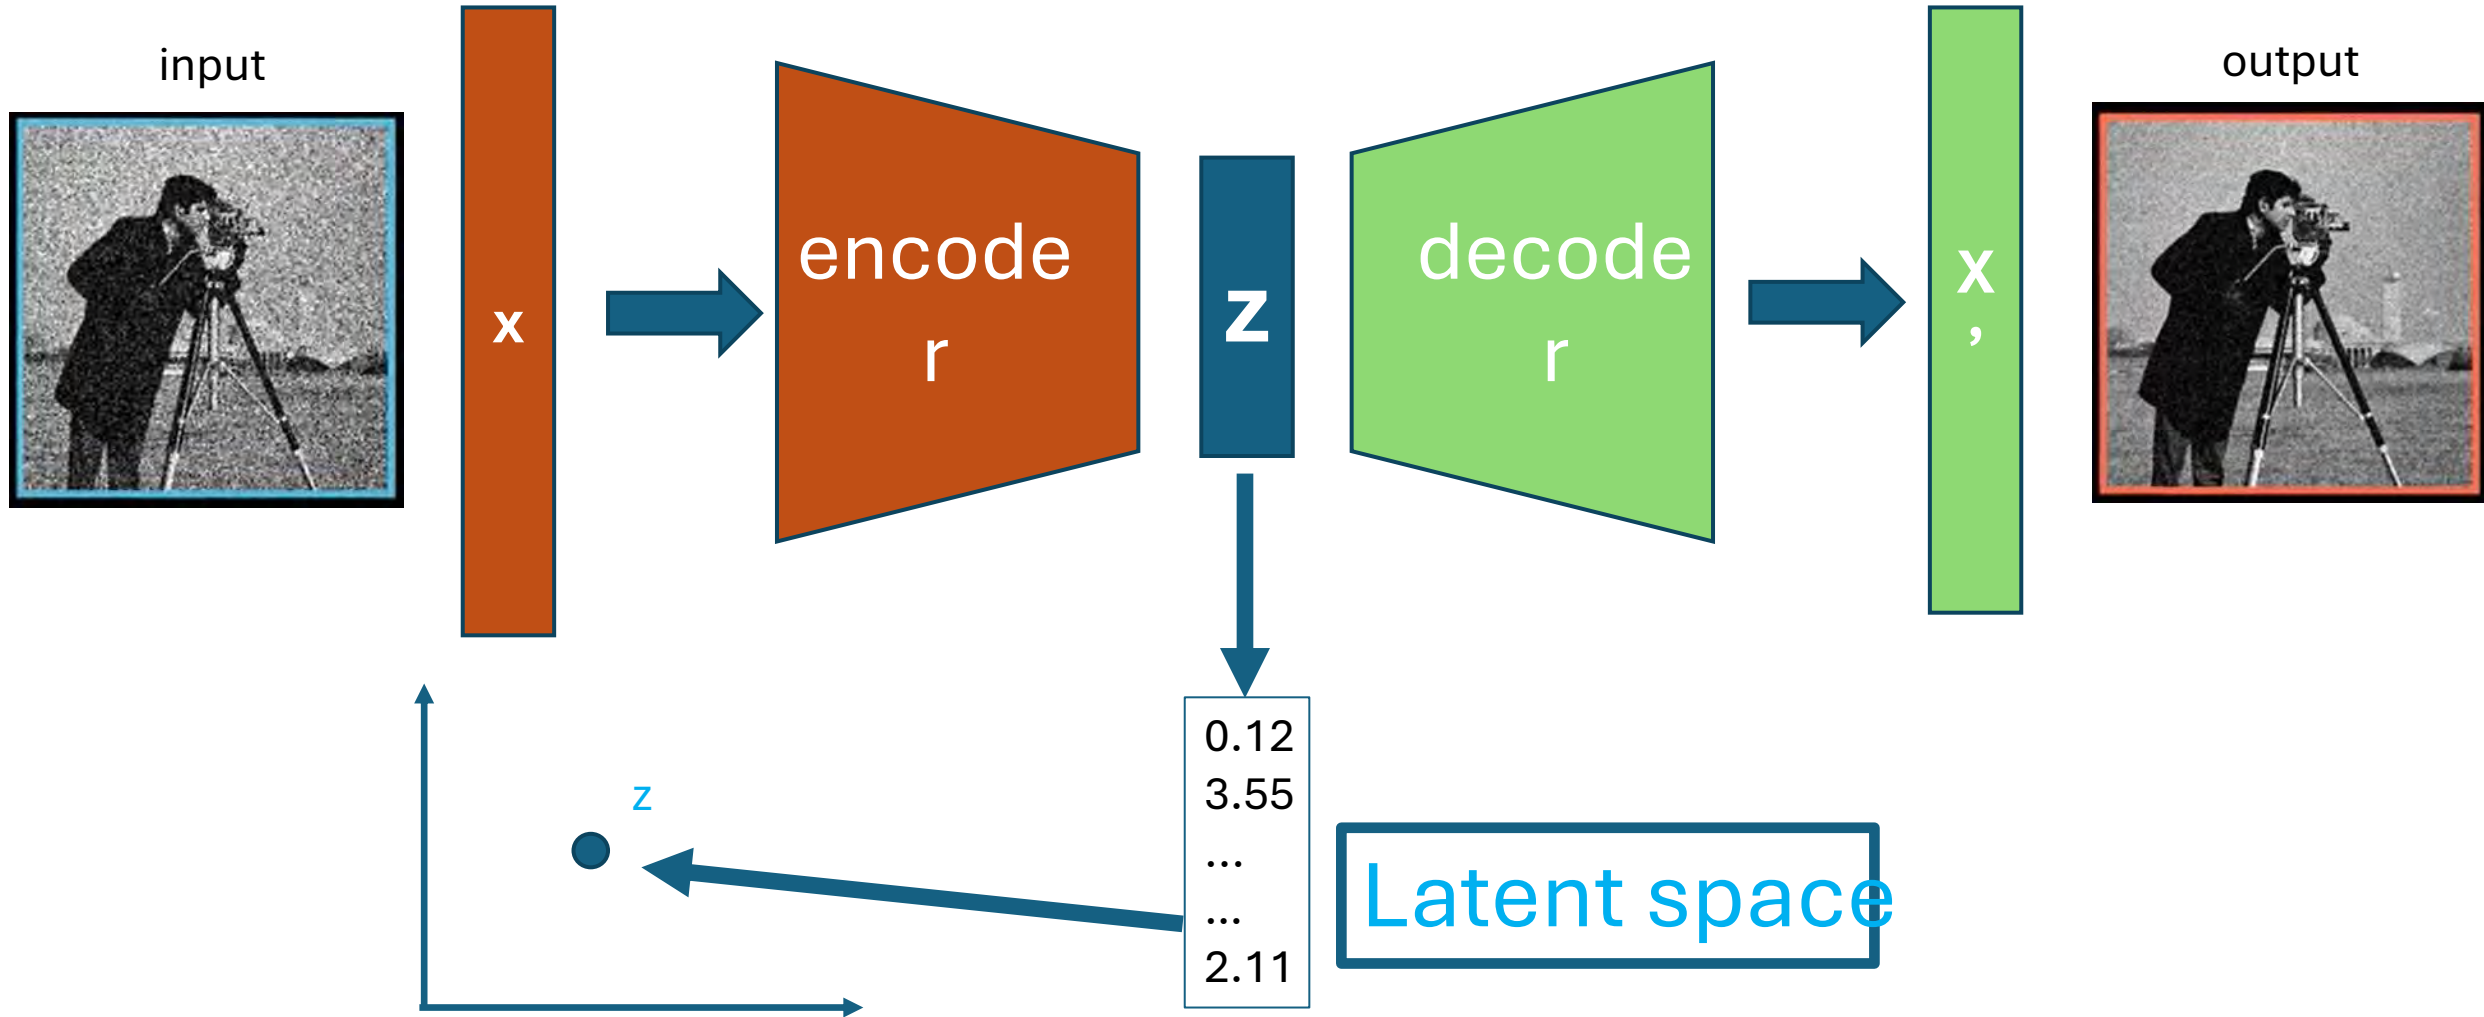 input
output
x
encode
r
z
decode
r
x
,
z
0.12
3.55
...
...
2.11
Latent space